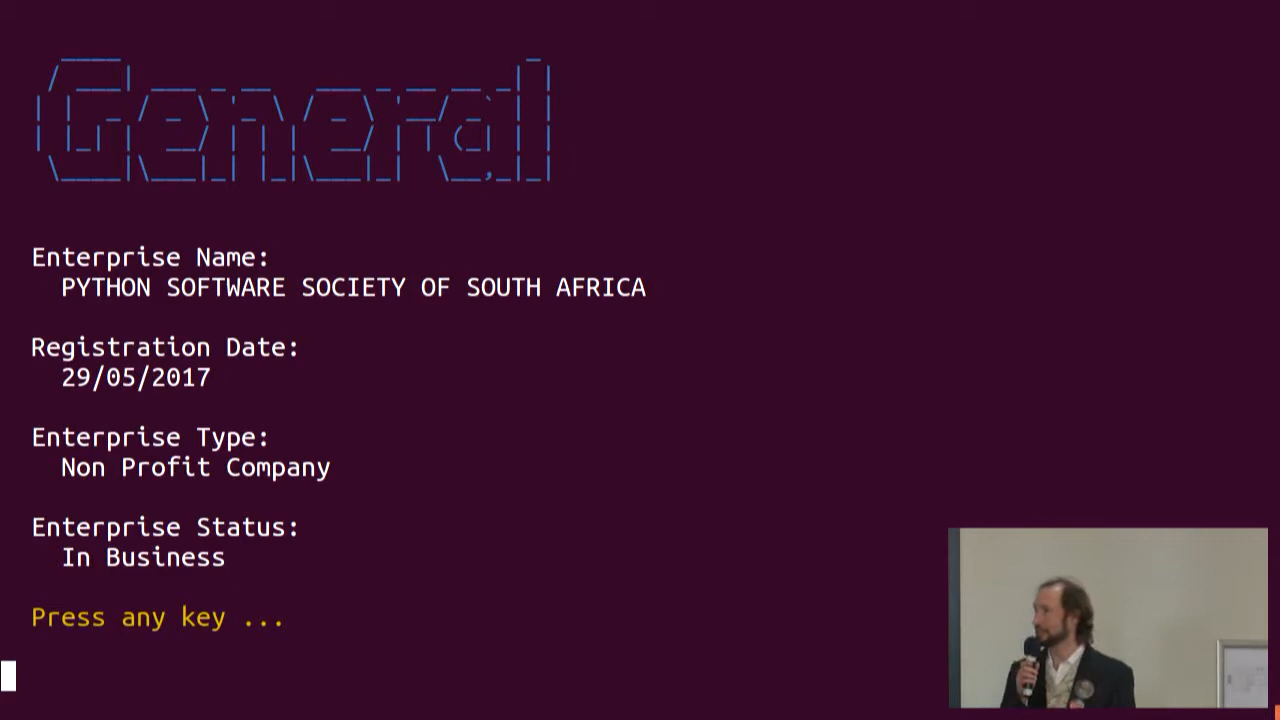 General
Enterprise Name:
PYTHON SOFTWARE SOCIETY OF SOUTH AFRICA
Registration Date:
29/05/2017
Enterprise Type:
Non Profit Company
Enterprise Status:
In Business
Press any key ...